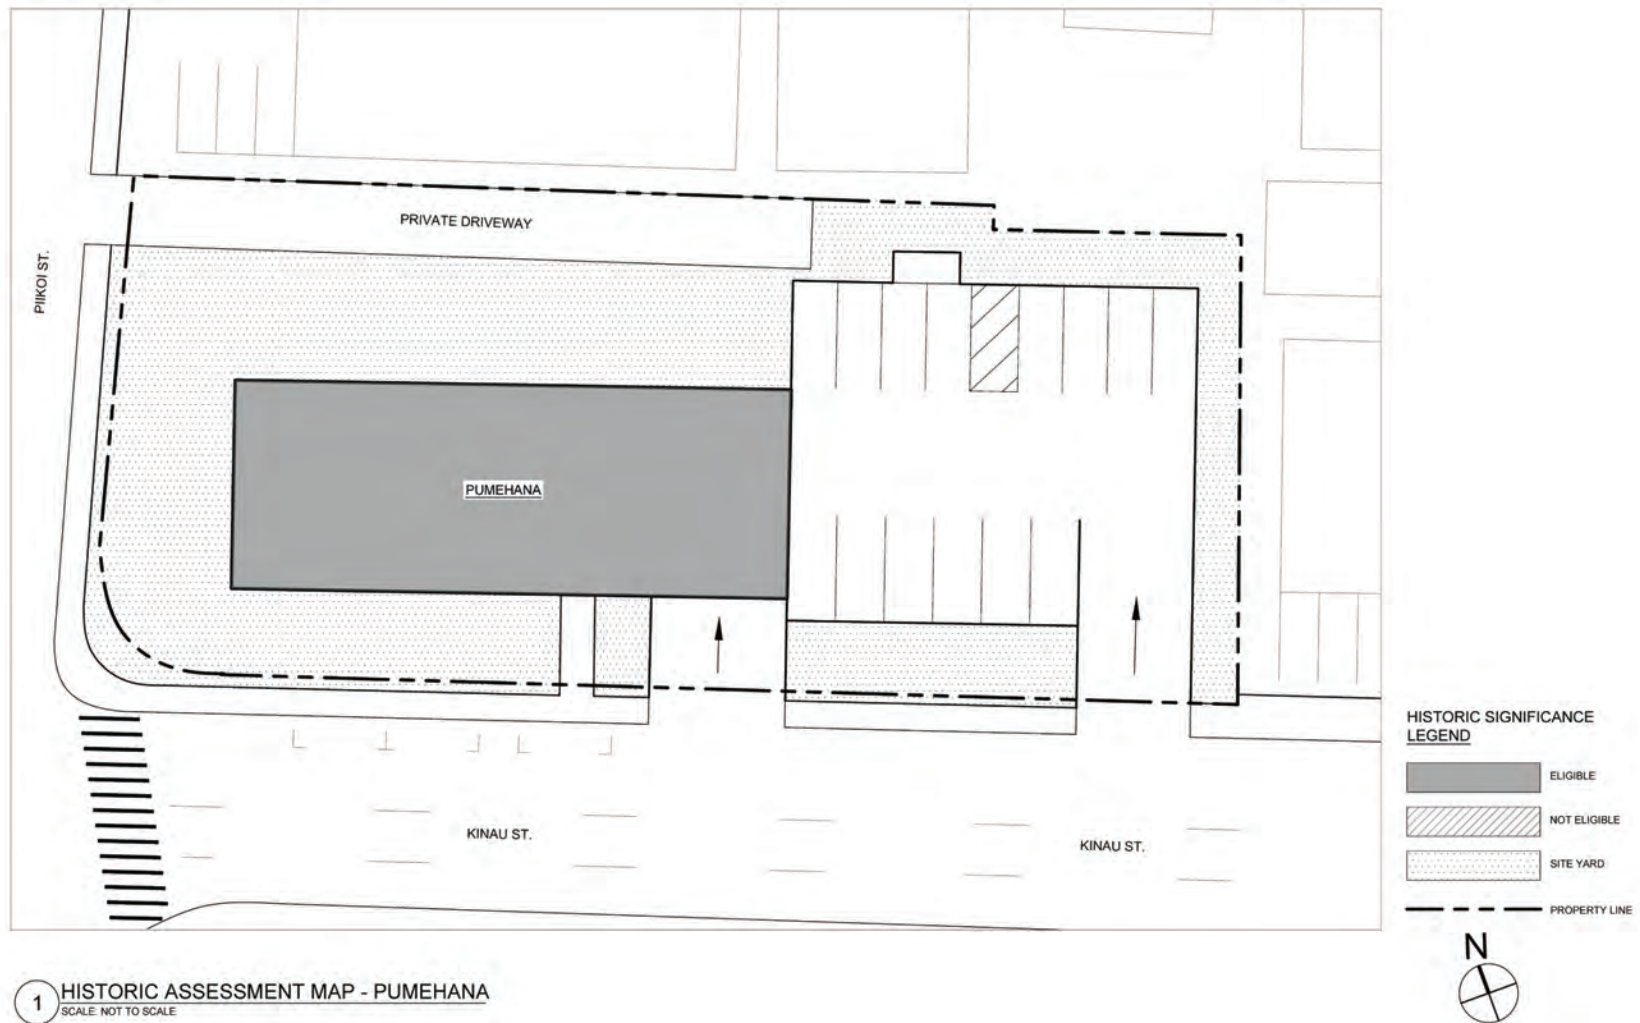 PRIVATE DRIVEWAY
PIIKOI ST.
PUMEHANA
KINAU ST.
KINAU ST.
HISTORIC SIGNIFICANCE
LEGEND
ELIGIBLE
NOT ELIGIBLE
SITE YARD
PROPERTY LINE
N
1
HISTORIC ASSESSMENT MAP - PUMEHANA
SCALE: NOT TO SCALE